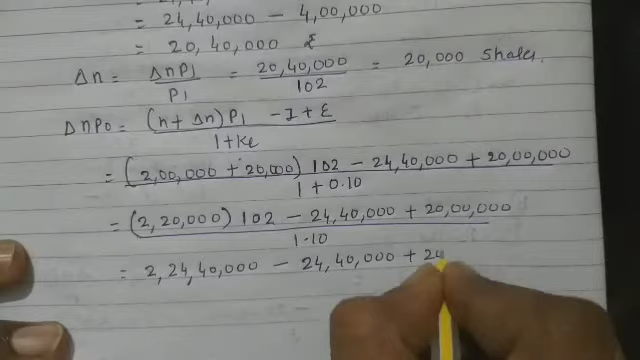 = 24,40,000 - 4,00,000
= 20,40,000 ₹
Δn = ΔnP1 / P1 = 20,40,000 / 102 = 20,000 Shares.
ΔnP0 = (n + Δn)P1 - I + E / 1 + Ke
= (2,00,000 + 20,000) 102 - 24,40,000 + 20,00,000 / 1 + 0.10
= (2,20,000) 102 - 24,40,000 + 20,00,000 / 1.10
= 2,24,40,000 - 24,40,000 + 20